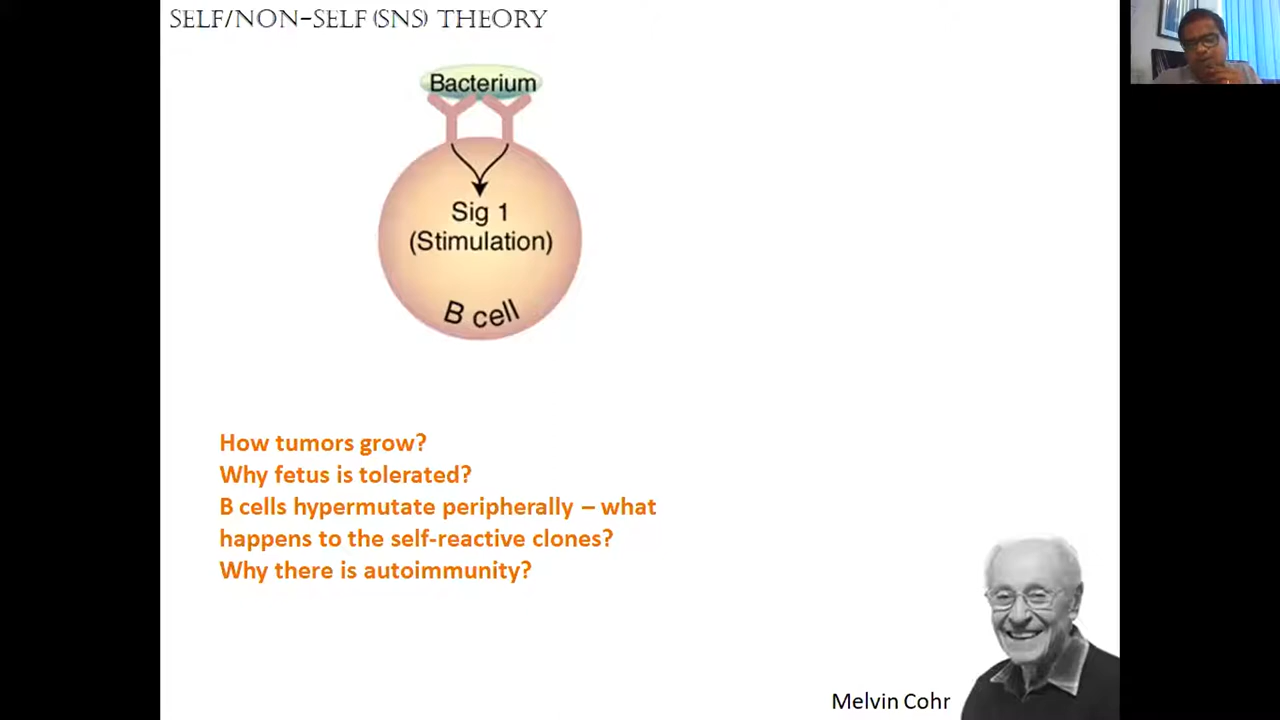 SELF/NON-SELF (SNS) THEORY
Bacterium
Sig 1
(Stimulation)
B cell
How tumors grow?
Why fetus is tolerated?
B cells hypermutate peripherally – what
happens to the self-reactive clones?
Why there is autoimmunity?
Melvin Cohr